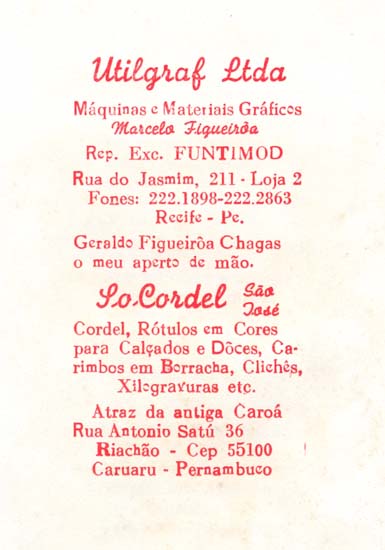 Utilgraf Ltda
Máquinas e Materiais Gráficos
Marcelo Figueirôa
Rep. Exc. FUNTIMOD
Rua do Jasmim, 211 - Loja 2
Fones: 222.1898-222.2863
Recife - Pe.
Geraldo Figueirôa Chagas
o meu aperto de mão.
So.Cordel São José
Cordel, Rótulos em Cores
para Calçados e Dôces, Ca-
rimbos em Borracha, Clichês,
Xilogravuras etc.
Atraz da antiga Caroá
Rua Antonio Satú 36
Riachão - Cep 55100
Caruaru - Pernambuco